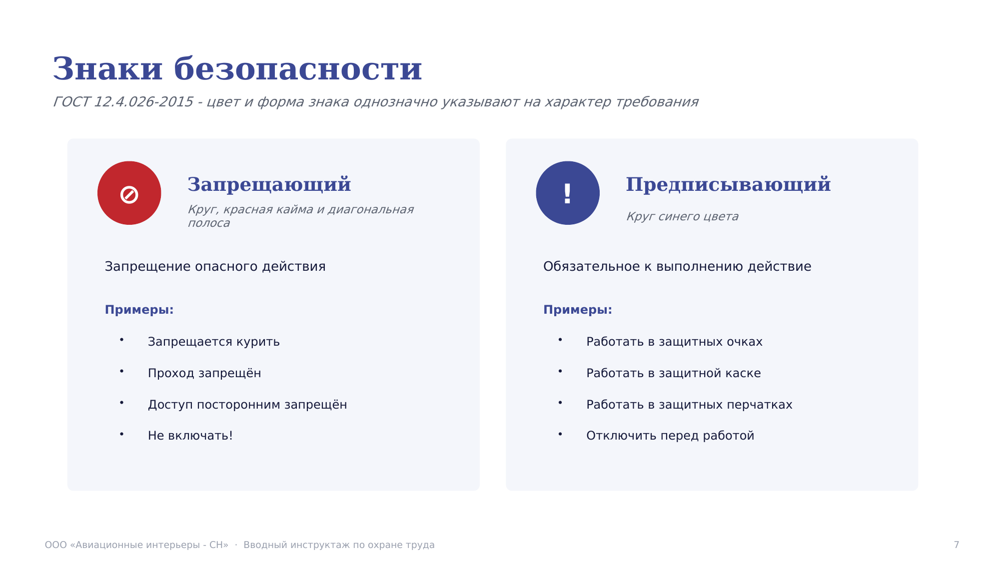 Знаки безопасности
ГОСТ 12.4.026-2015 - цвет и форма знака однозначно указывают на характер требования
Запрещающий
Круг, красная кайма и диагональная
полоса
Запрещение опасного действия
Примеры:
• Запрещается курить
• Проход запрещён
• Доступ посторонним запрещён
• Не включать!
!
Предписывающий
Круг синего цвета
Обязательное к выполнению действие
Примеры:
• Работать в защитных очках
• Работать в защитной каске
• Работать в защитных перчатках
• Отключить перед работой
ООО «Авиационные интерьеры - СН» · Вводный инструктаж по охране труда
7